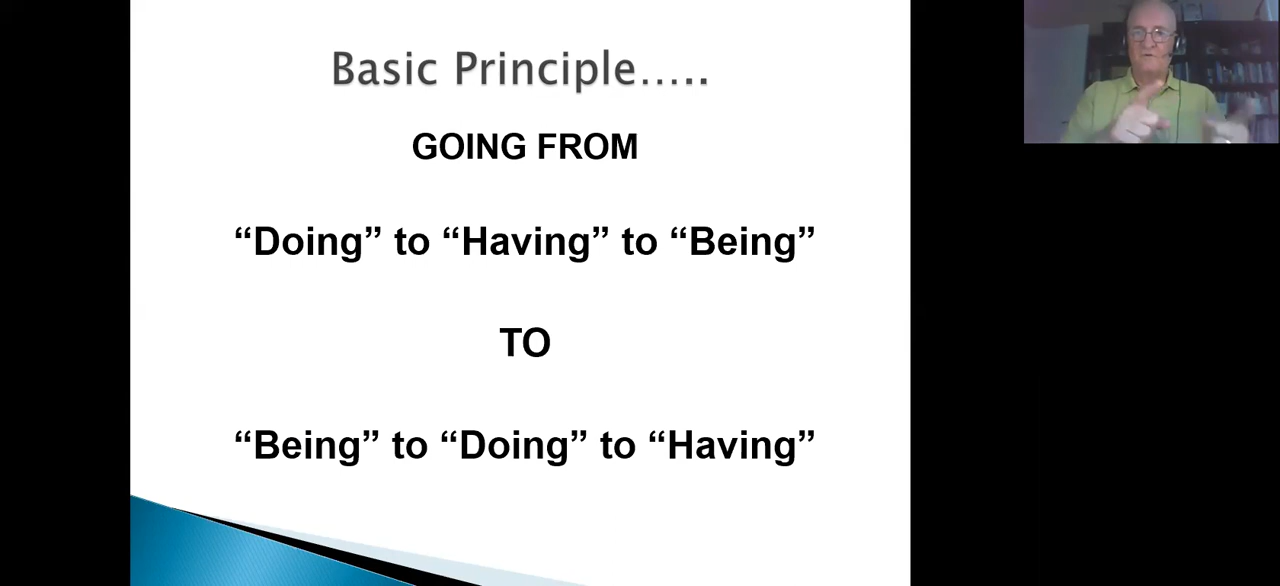 Basic Principle.....
GOING FROM
“Doing” to “Having” to “Being”
TO
“Being” to “Doing” to “Having”